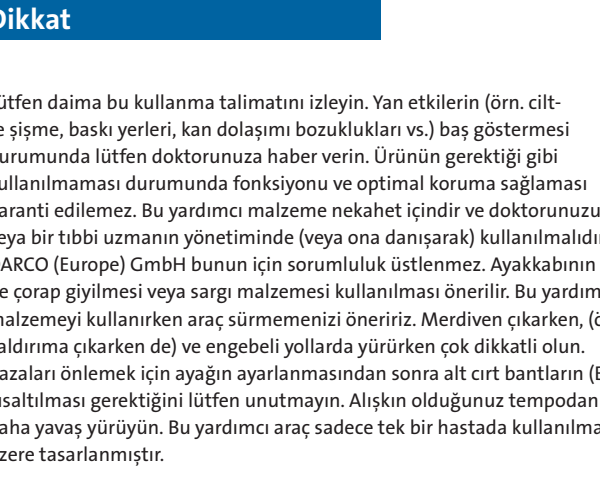 Dikkat
ütfen daima bu kullanma talimatını izleyin. Yan etkilerin (örn. cilt-
e şişme, baskı yerleri, kan dolaşımı bozuklukları vs.) baş göstermesi
urumunda lütfen doktorunuza haber verin. Ürünün gerektiği gibi
ullanılmaması durumunda fonksiyonu ve optimal koruma sağlaması
aranti edilemez. Bu yardımcı malzeme nekahet içindir ve doktorunuzu
eya bir tıbbi uzmanın yönetiminde (veya ona danışarak) kullanılmalıdır
ARCO (Europe) GmbH bunun için sorumluluk üstlenmez. Ayakkabının
e çorap giyilmesi veya sargı malzemesi kullanılması önerilir. Bu yardım
alzemeyi kullanırken araç sürmemenizi öneririz. Merdiven çıkarken, (ö
aldırıma çıkarken de) ve engebeli yollarda yürürken çok dikkatli olun.
azaları önlemek için ayağın ayarlanmasından sonra alt cırt bantların (B
ısaltılması gerektiğini lütfen unutmayın. Alışkın olduğunuz tempodan
aha yavaş yürüyün. Bu yardımcı araç sadece tek bir hastada kullanılma
zere tasarlanmıştır.